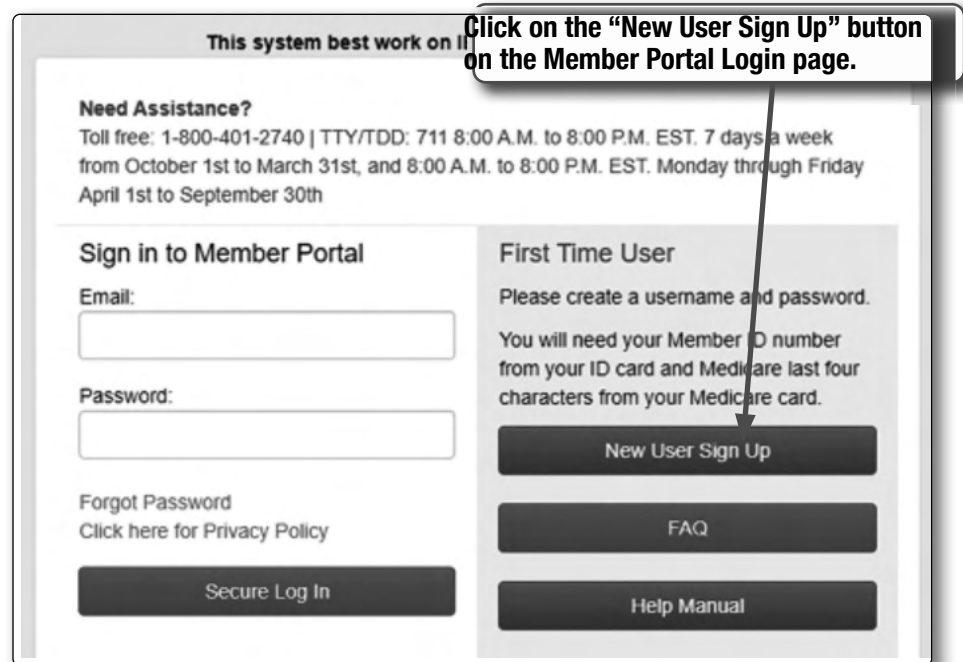 This system best work on
Click on the “New User Sign Up” button
on the Member Portal Login page.
Need Assistance?
Toll free: 1-800-401-2740 | TTY/TDD: 711 8:00 A.M. to 8:00 P.M. EST. 7 days a week
from October 1st to March 31st, and 8:00 A.M. to 8:00 P.M. EST. Monday through Friday
April 1st to September 30th
Sign in to Member Portal
Email:
Password:
Forgot Password
Click here for Privacy Policy
Secure Log In
First Time User
Please create a username and password.
You will need your Member ID number
from your ID card and Medicare last four
characters from your Medicare card.
New User Sign Up
FAQ
Help Manual